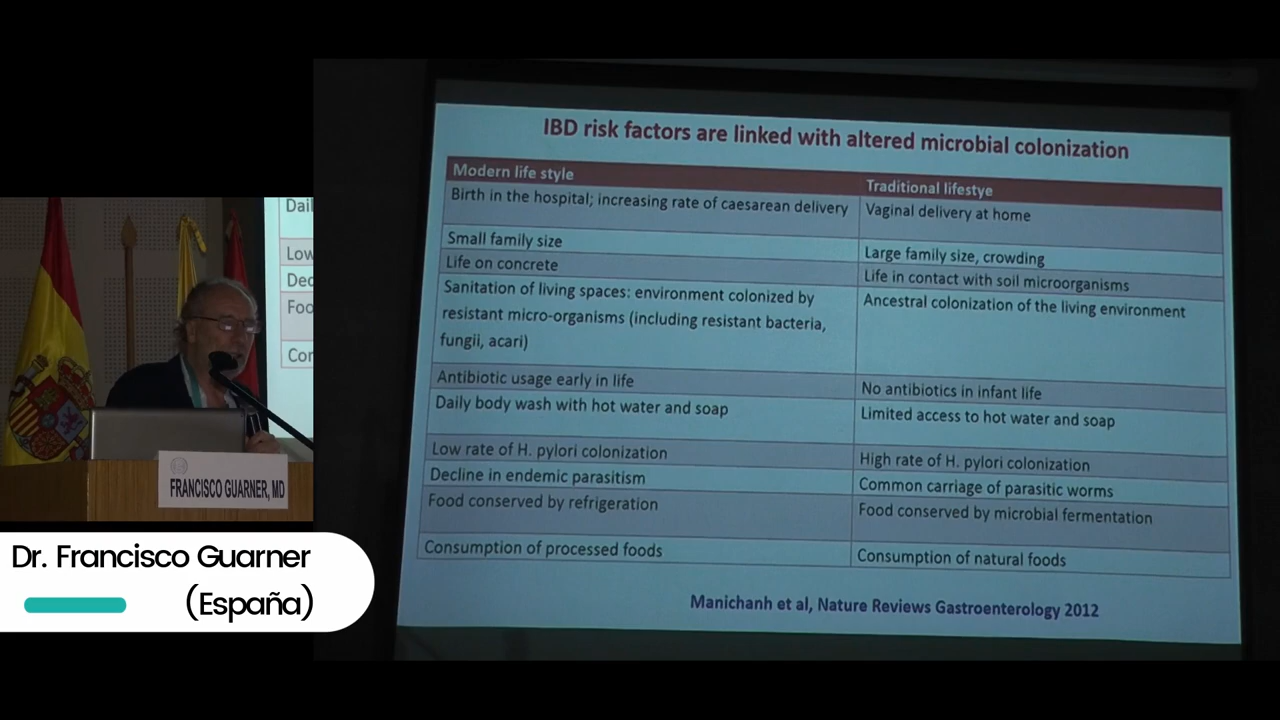 IBD risk factors are linked with altered microbial colonization
Modern life style
Traditional lifestye
Birth in the hospital; increasing rate of caesarean delivery
Vaginal delivery at home
Small family size
Large family size, crowding
Life on concrete
Life in contact with soil microorganisms
Sanitation of living spaces: environment colonized by
resistant micro-organisms (including resistant bacteria,
fungii, acari)
Ancestral colonization of the living environment
Antibiotic usage early in life
No antibiotics in infant life
Daily body wash with hot water and soap
Limited access to hot water and soap
Low rate of H. pylori colonization
High rate of H. pylori colonization
Decline in endemic parasitism
Common carriage of parasitic worms
Food conserved by refrigeration
Food conserved by microbial fermentation
Consumption of processed foods
Consumption of natural foods
Manichanh et al, Nature Reviews Gastroenterology 2012
Dail
Low
Dec
Foo
Con
FRANCISCO GUARNER, MD
Dr. Francisco Guarner
(España)